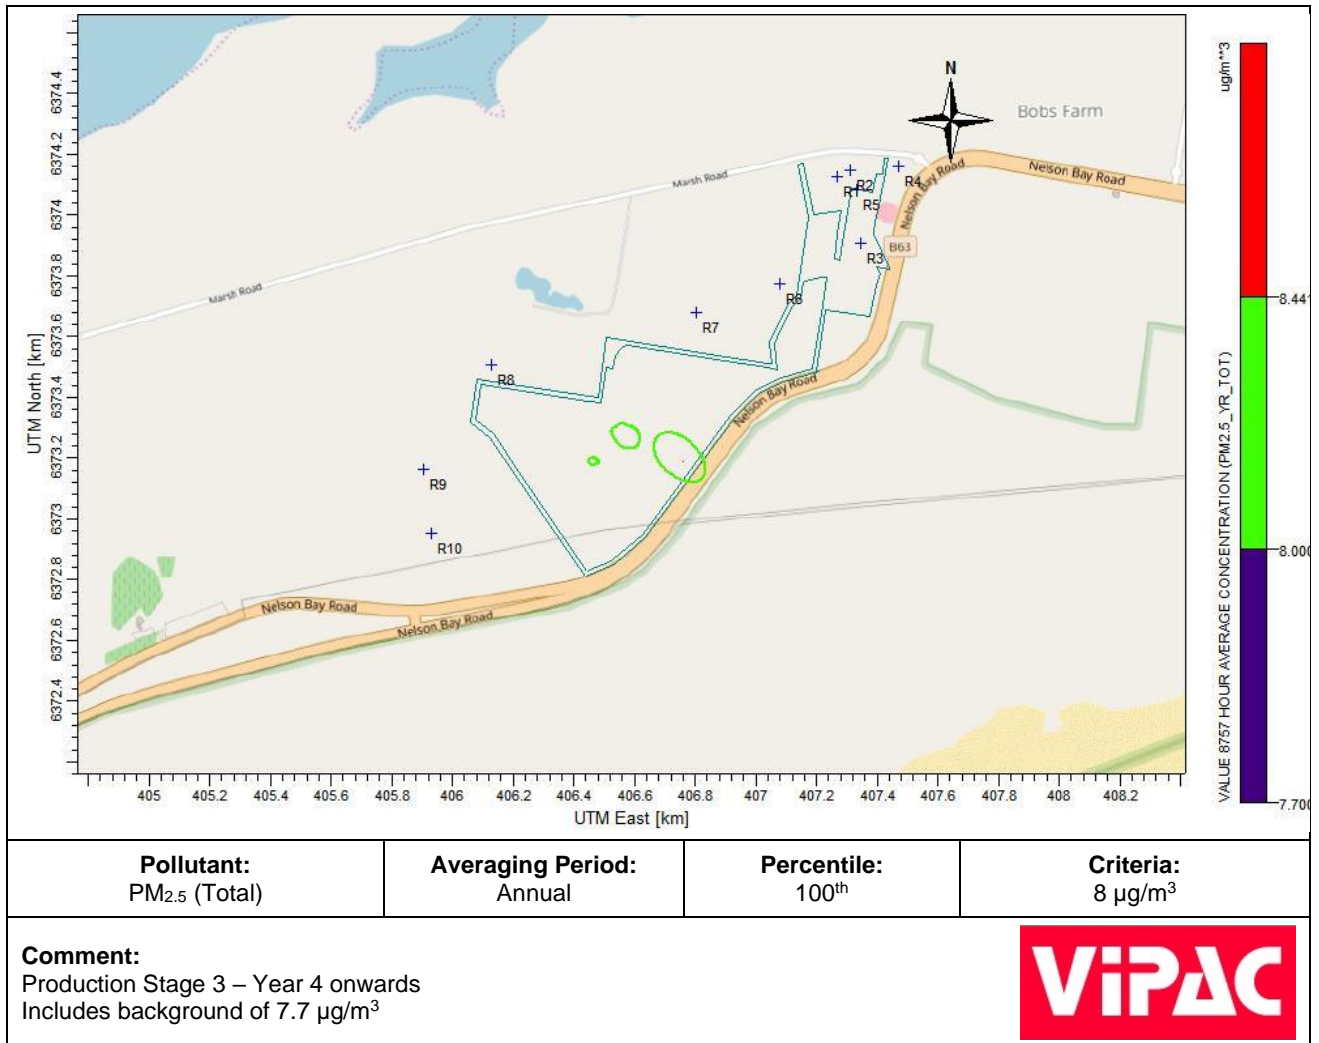 ug/m**3
8.441
8.000
7.700
VALUE 8757 HOUR AVERAGE CONCENTRATION (PM2.5_YR_TOT)
N
Bobs Farm
Marsh Road
Marsh Road
Nelson Bay Road
Nelson Bay Road
B63
Nelson Bay Road
Nelson Bay Road
Nelson Bay Road
R1
R2
R4
R5
R3
R6
R7
R8
R9
R10
UTM North [km]
6374.4
6374.2
6374
6373.8
6373.6
6373.4
6373.2
6373
6372.8
6372.6
6372.4
405
405.2
405.4
405.6
405.8
406
406.2
406.4
406.6
406.8
407
407.2
407.4
407.6
407.8
408
408.2
UTM East [km]
Pollutant:
PM2.5 (Total)
Averaging Period:
Annual
Percentile:
100th
Criteria:
8 µg/m3
Comment:
Production Stage 3 – Year 4 onwards
Includes background of 7.7 µg/m3
ViPAC